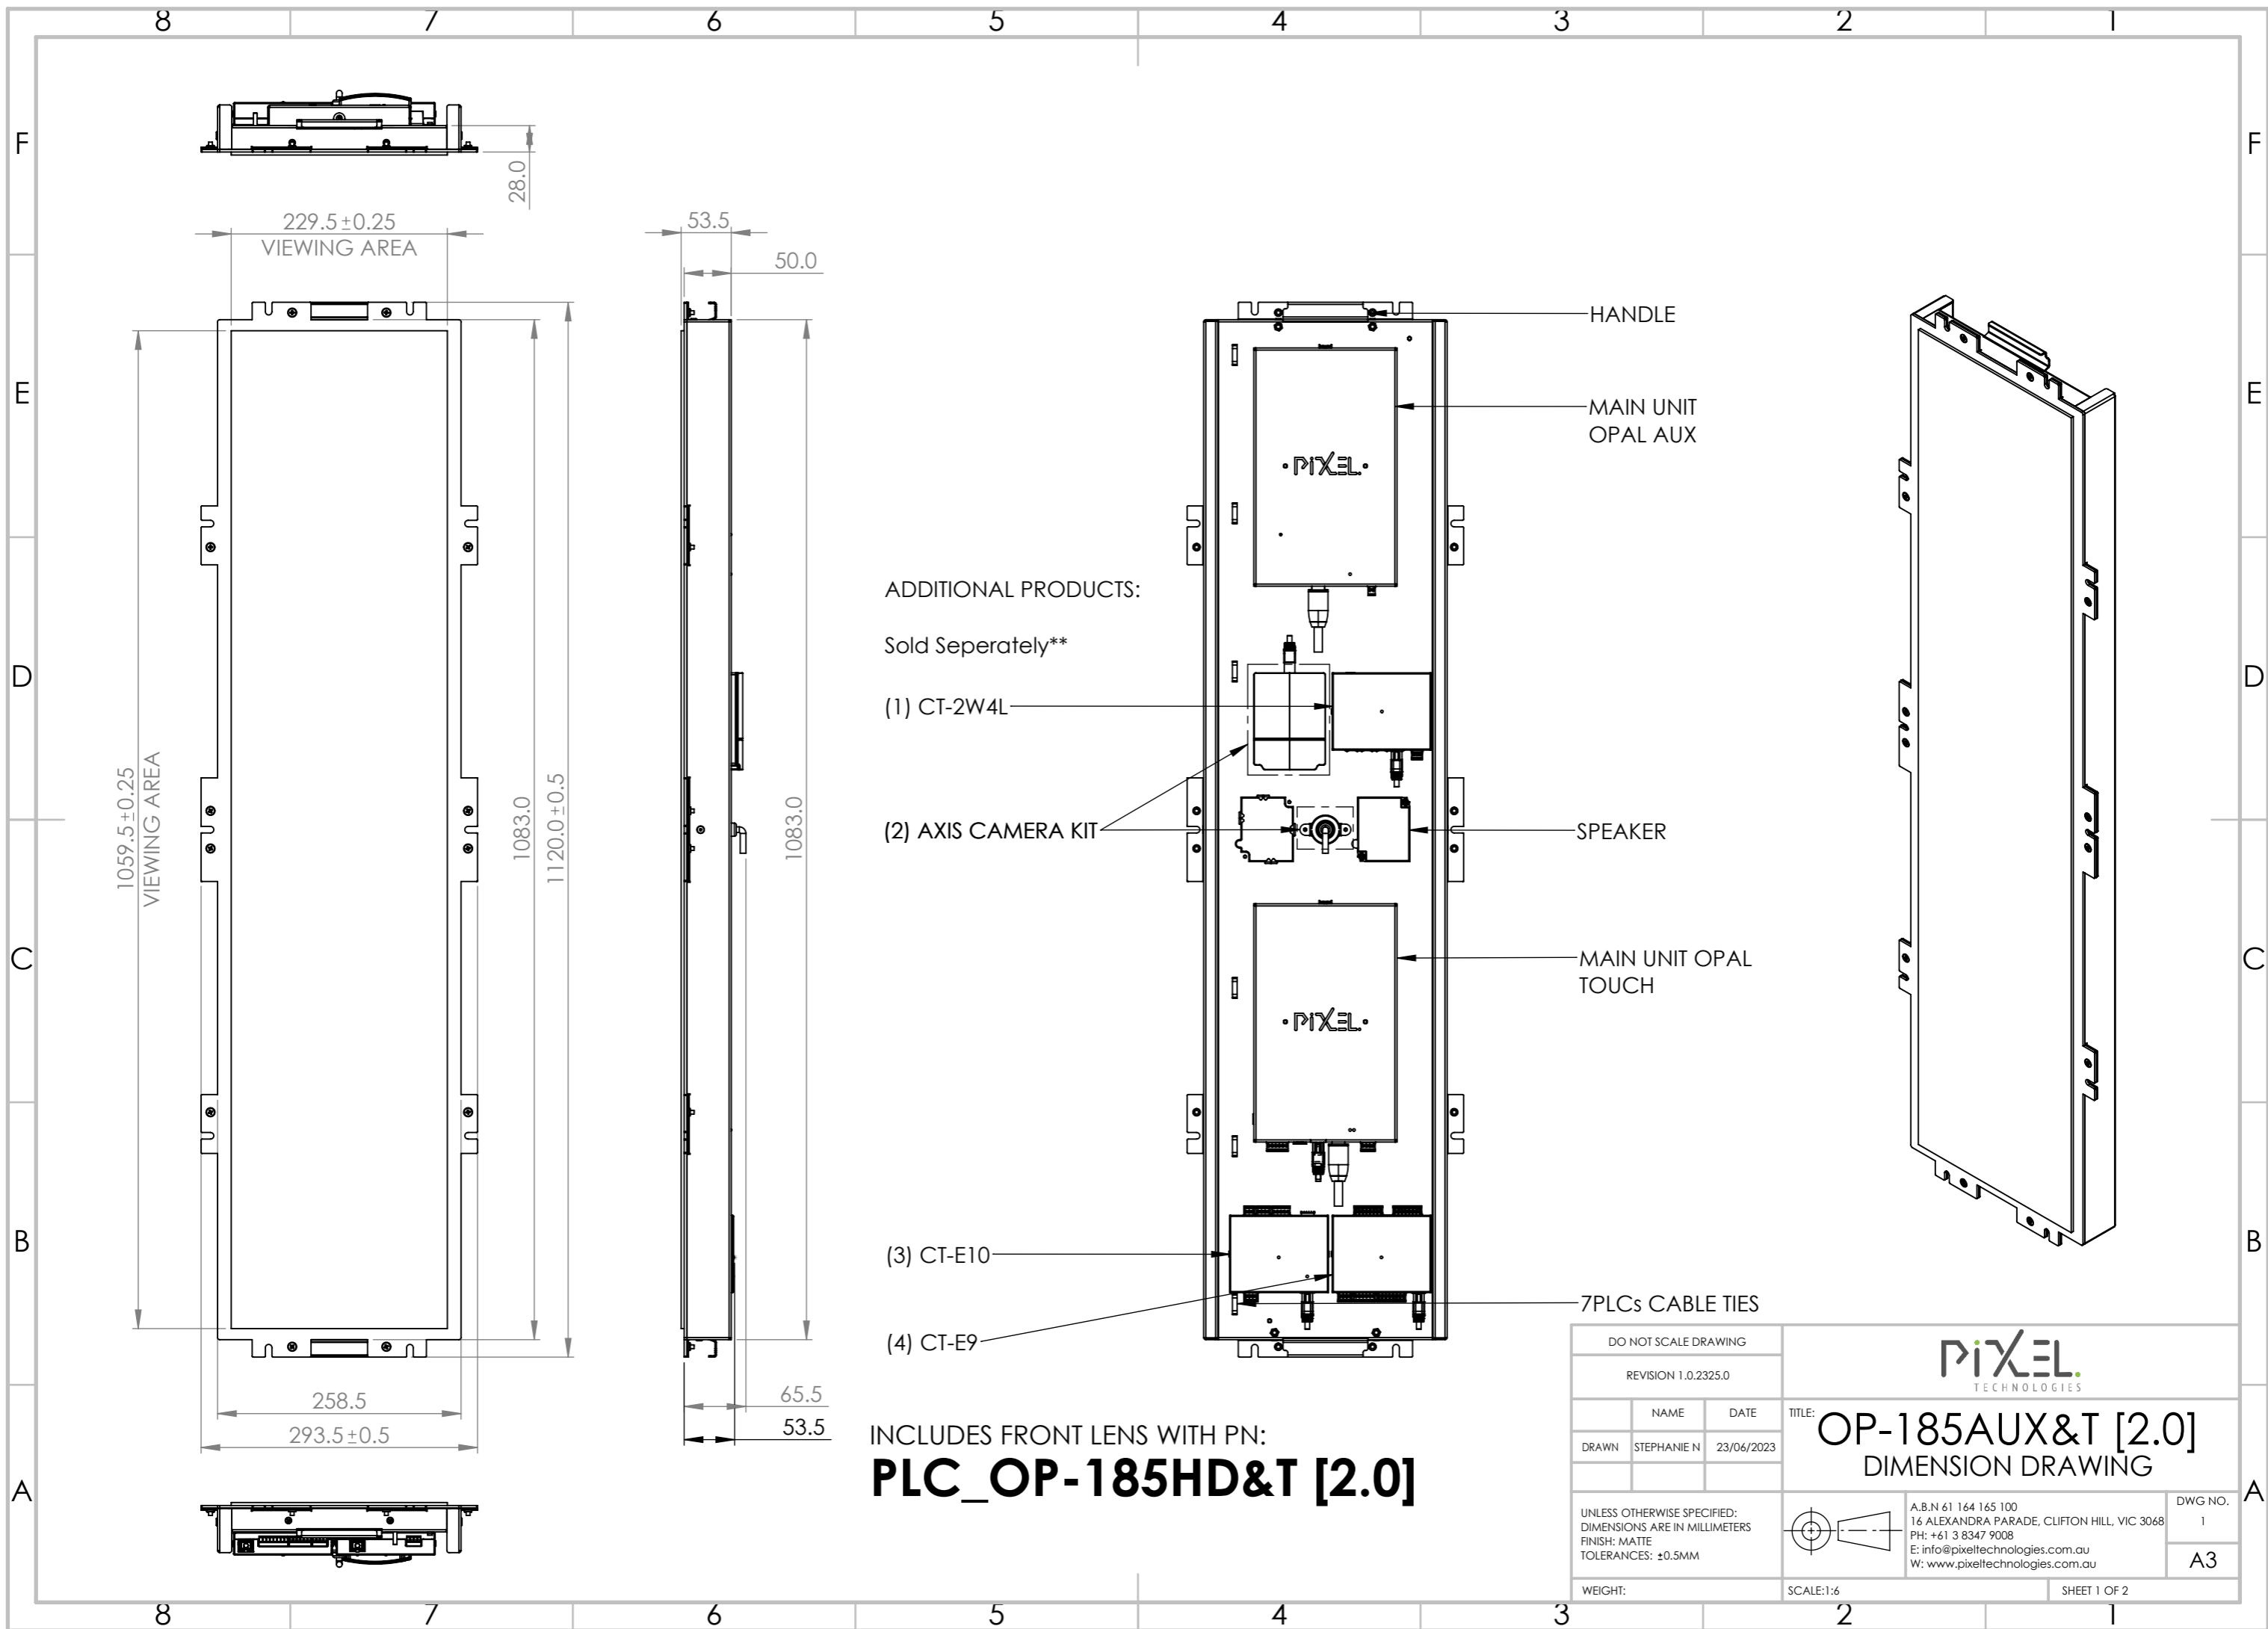 8 7 6 5 4 3 2 1
F F
E E
D D
C C
B B
A A
28.0
229.5±0.25
VIEWING AREA
53.5
50.0
1059.5±0.25
VIEWING AREA
1083.0
1120.0±0.5
1083.0
258.5
293.5±0.5
65.5
53.5
ADDITIONAL PRODUCTS:
Sold Seperately**
(1) CT-2W4L
(2) AXIS CAMERA KIT
(3) CT-E10
(4) CT-E9
PiXEL.
PiXEL.
HANDLE
MAIN UNIT
OPAL AUX
SPEAKER
MAIN UNIT OPAL
TOUCH
7PLCs CABLE TIES
INCLUDES FRONT LENS WITH PN:
PLC_OP-185HD&T [2.0]
DO NOT SCALE DRAWING
REVISION 1.0.2325.0
NAME DATE
DRAWN STEPHANIE N 23/06/2023
PiXEL.
TECHNOLOGIES
TITLE: OP-185AUX&T [2.0]
DIMENSION DRAWING
UNLESS OTHERWISE SPECIFIED:
DIMENSIONS ARE IN MILLIMETERS
FINISH: MATTE
TOLERANCES: ±0.5MM
A.B.N 61 164 165 100
16 ALEXANDRA PARADE, CLIFTON HILL, VIC 3068
PH: +61 3 8347 9008
E: info@pixeltechnologies.com.au
W: www.pixeltechnologies.com.au
DWG NO.
1
A3
WEIGHT:
SCALE:1:6
SHEET 1 OF 2
8 7 6 5 4 3 2 1